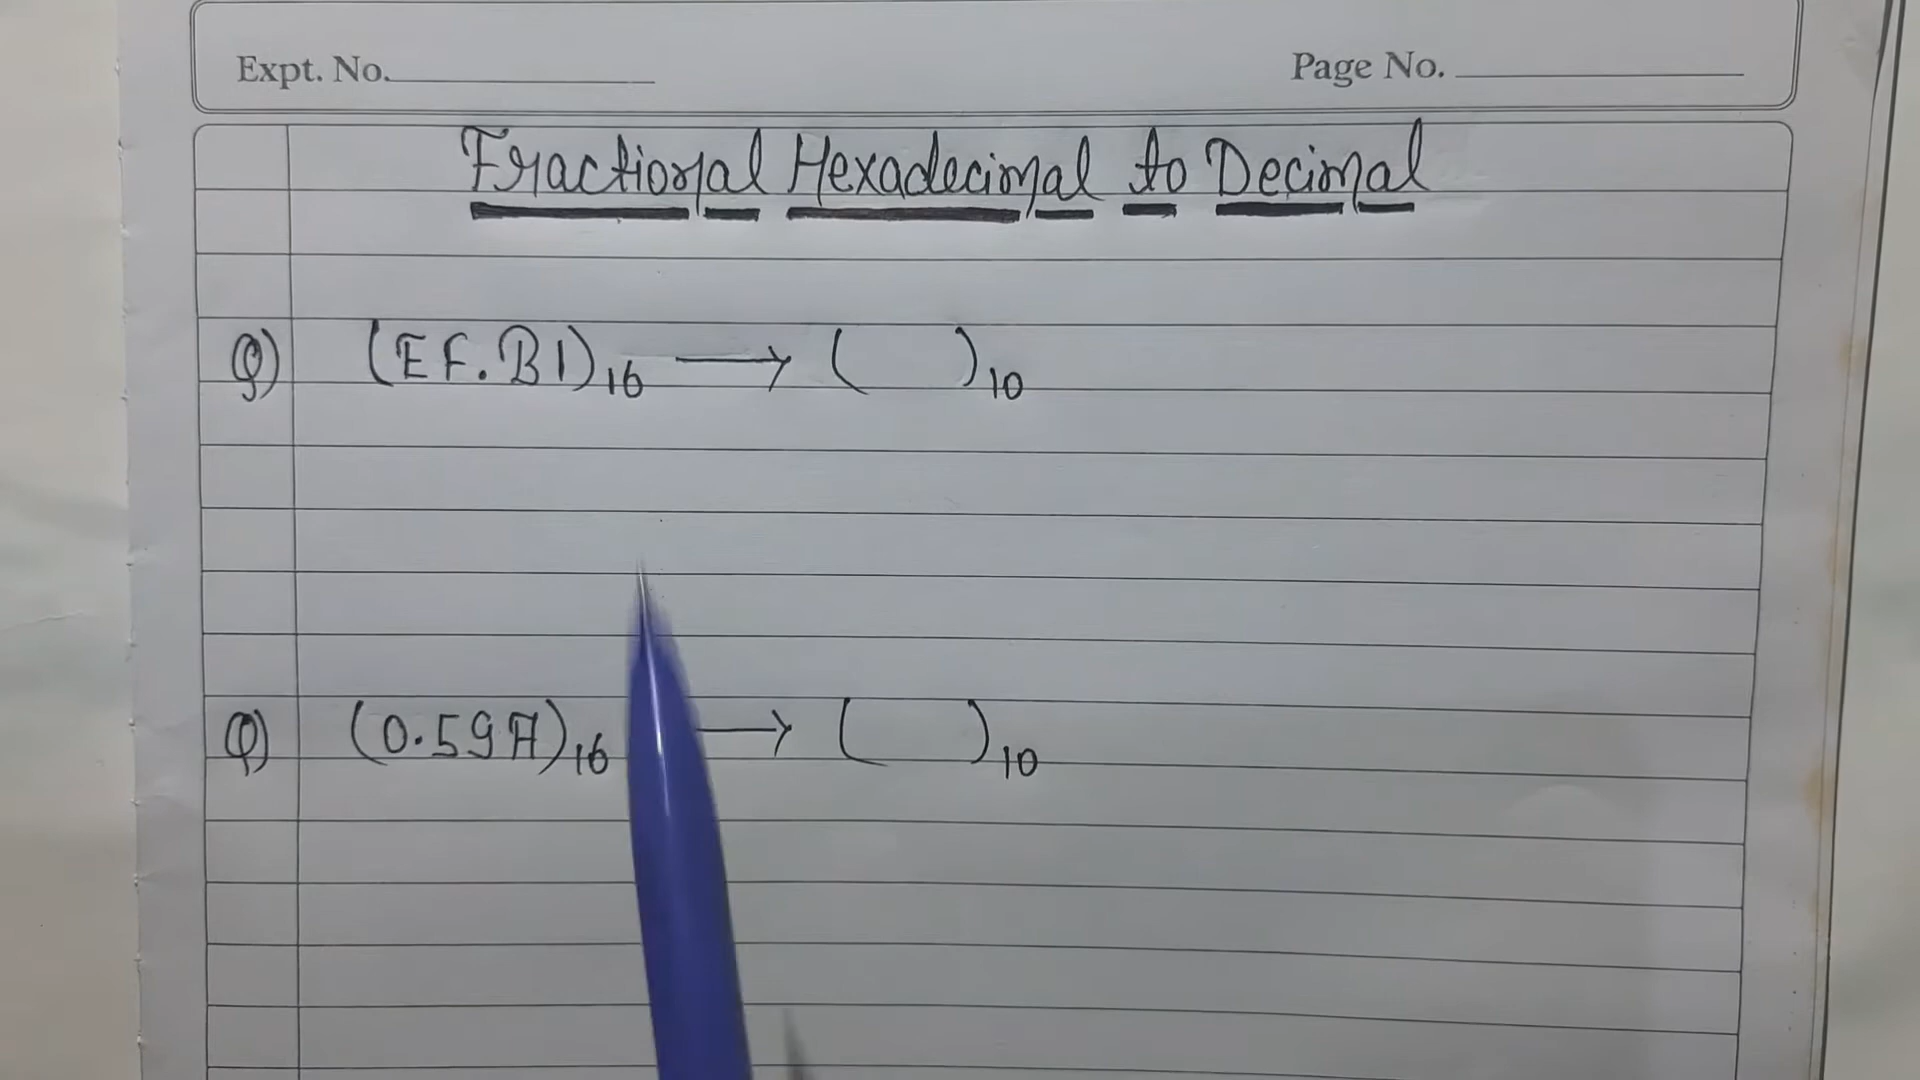 Expt. No. Page No.
Fractional Hexadecimal to Decimal
Q) (EF.B1)₁₆ → ( )₁₀
Q) (0.59A)₁₆ → ( )₁₀